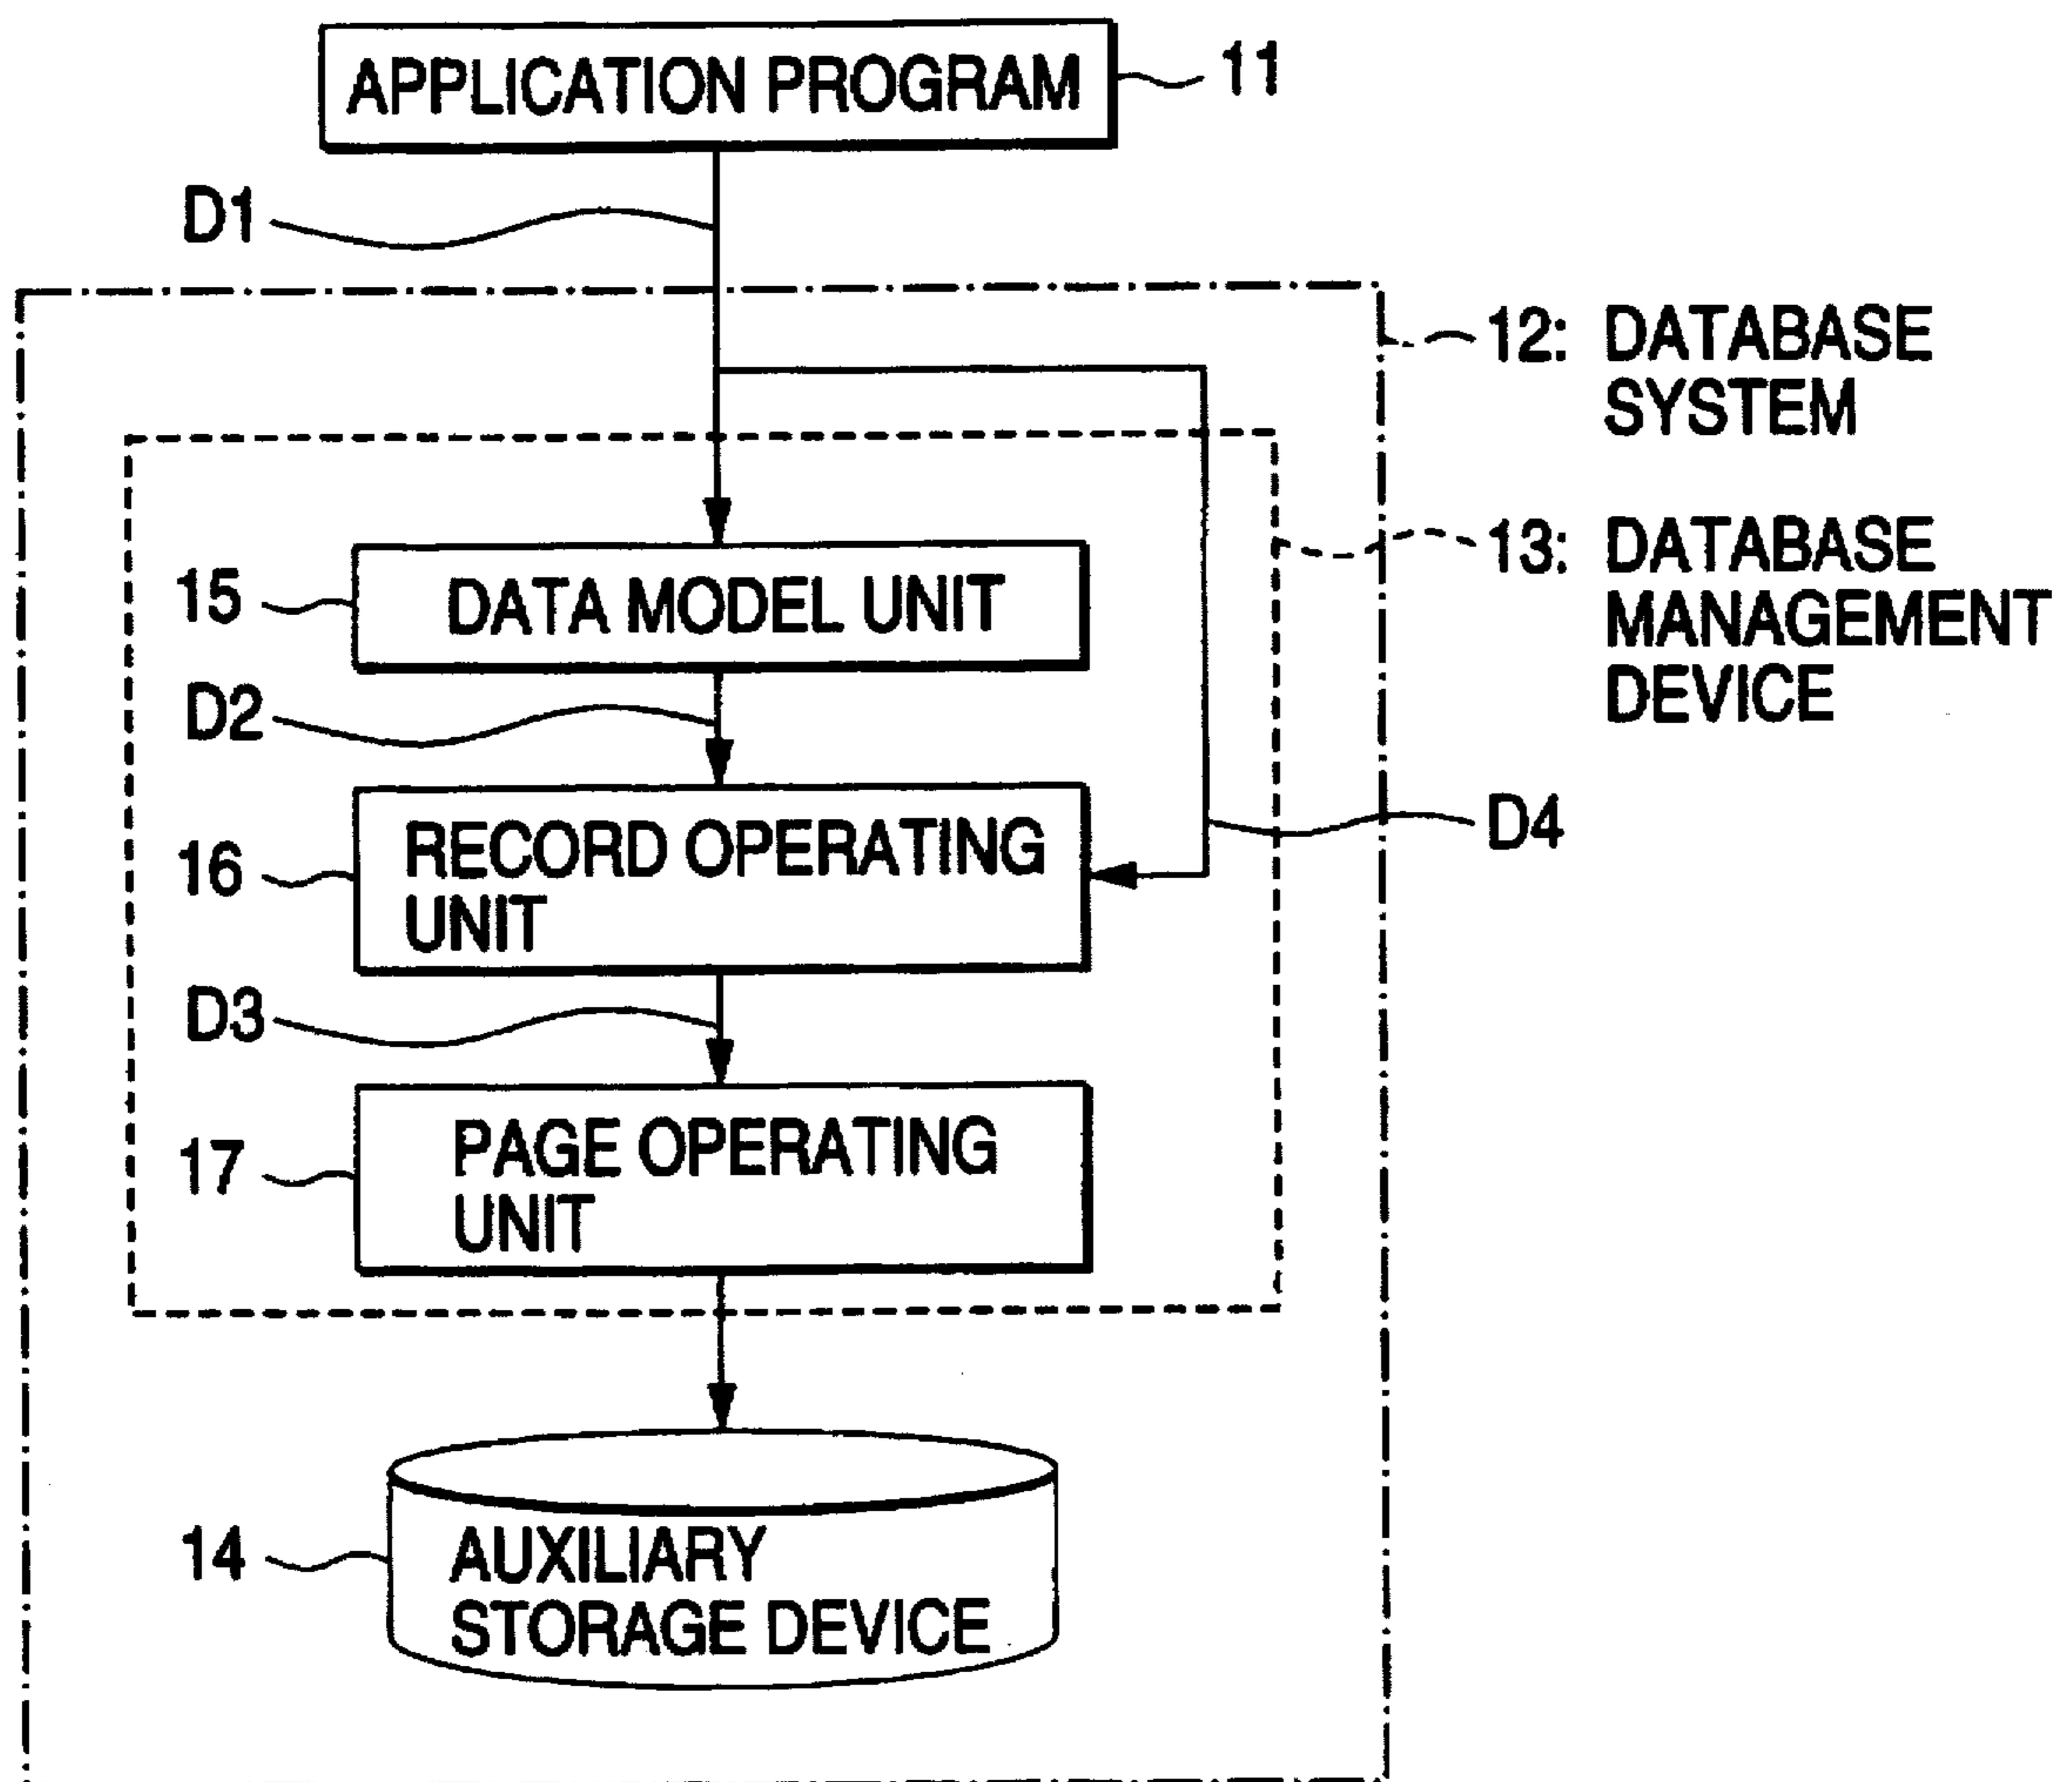 APPLICATION PROGRAM
11
D1
12: DATABASE
SYSTEM
13: DATABASE
MANAGEMENT
DEVICE
15
DATA MODEL UNIT
D2
D4
16
RECORD OPERATING
UNIT
D3
17
PAGE OPERATING
UNIT
14
AUXILIARY
STORAGE DEVICE